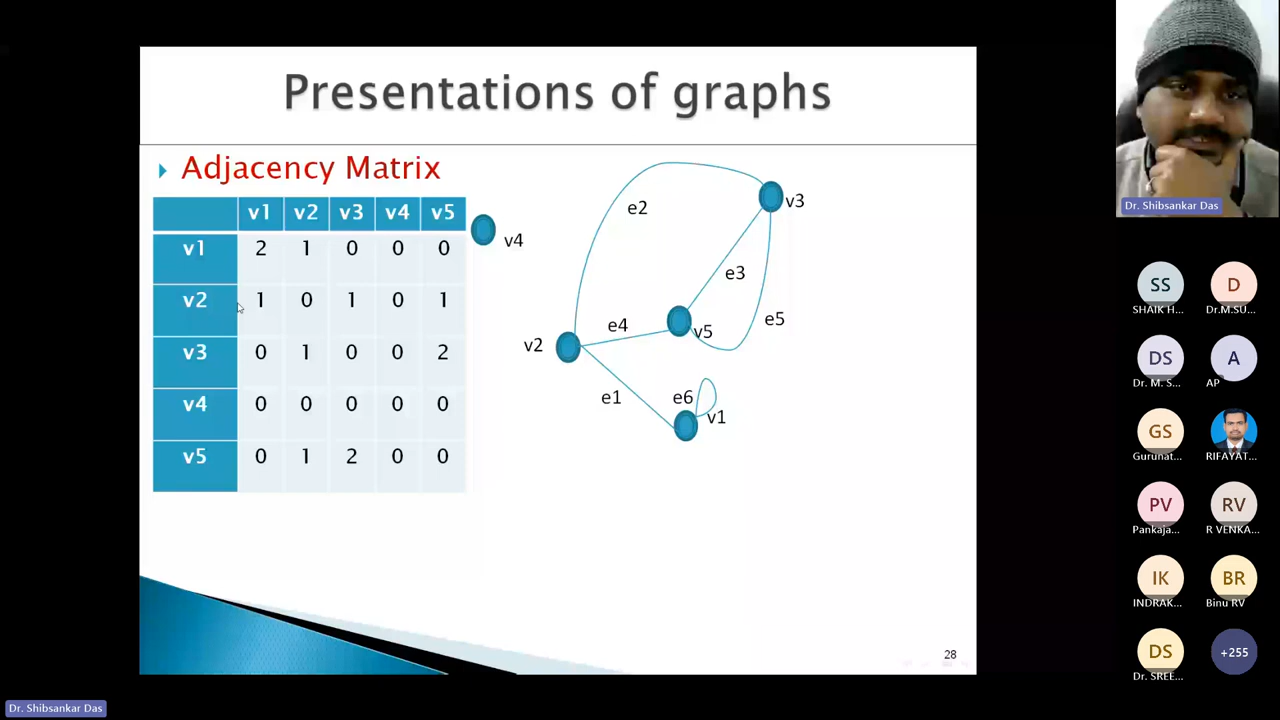 Presentations of graphs
Adjacency Matrix
v1 v2 v3 v4 v5
v1 2 1 0 0 0
v2 1 0 1 0 1
v3 0 1 0 0 2
v4 0 0 0 0 0
v5 0 1 2 0 0
v4
e2
v3
e3
e5
e4
v5
v2
e1
e6
v1
28
Dr. Shibsankar Das
SS
SHAIK H...
D
Dr.M.SU...
DS
Dr. M. S...
A
AP
GS
Gurunat...
RIFAYAT...
PV
Pankaja...
RV
R VENKA...
IK
INDRAK...
BR
Binu RV
DS
Dr. SREE...
+255
Dr. Shibsankar Das